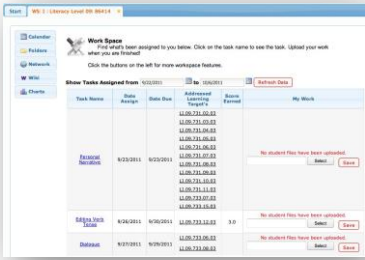 Start WS: 1 : Literacy Level 09: 86414 ×
Calendar
Folders
Network
W Wiki
Charts
Work Space
Find what's been assigned to you below. Click on the task name to see the task. Upload your work
when you are finished!
Click the buttons on the left for more workspace features.
Show Tasks Assigned from 9/22/2011 to 10/6/2011 Refresh Data
Task Name Date Assign Date Due Addressed Learning Target's Score Earned My Work
LI.09.731.02.03
LI.09.731.03.03
LI.09.731.04.03
LI.09.731.05.03
LI.09.731.06.03
Personal Narrative 9/22/2011 9/23/2011 LI.09.731.07.03 No student files have been uploaded.
LI.09.731.08.03 Select Save
LI.09.731.09.03
LI.09.731.10.03
LI.09.731.11.03
LI.09.733.07.03
LI.09.733.15.03
Editing Verb Tense 9/26/2011 9/30/2011 LI.09.733.12.03 3.0 No student files have been uploaded.
Select Save
Dialogue 9/27/2011 9/29/2011 LI.09.733.06.03 No student files have been uploaded.
LI.09.733.08.03 Select Save